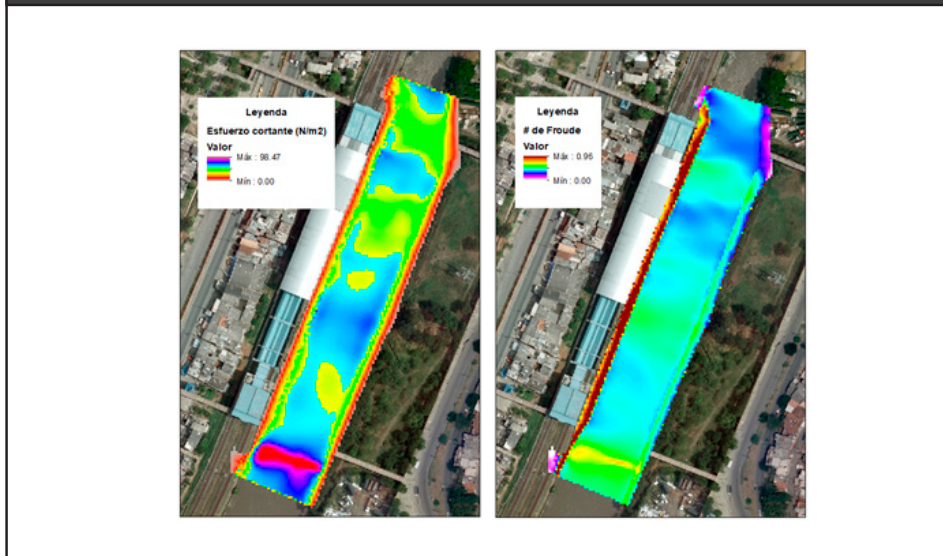 Leyenda
Esfuerzo cortante (N/m2)
Valor
Máx : 98.47
Mín : 0.00
Leyenda
# de Froude
Valor
Máx : 0.96
Mín : 0.00